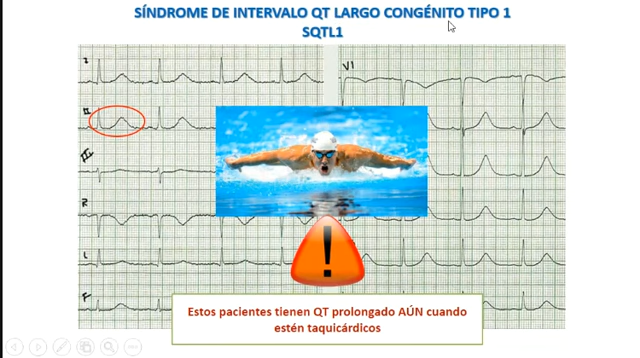 SÍNDROME DE INTERVALO QT LARGO CONGÉNITO TIPO 1
SQTL1
I
V1
II
III
R
L
F
!
Estos pacientes tienen QT prolongado AÚN cuando
estén taquicárdicos